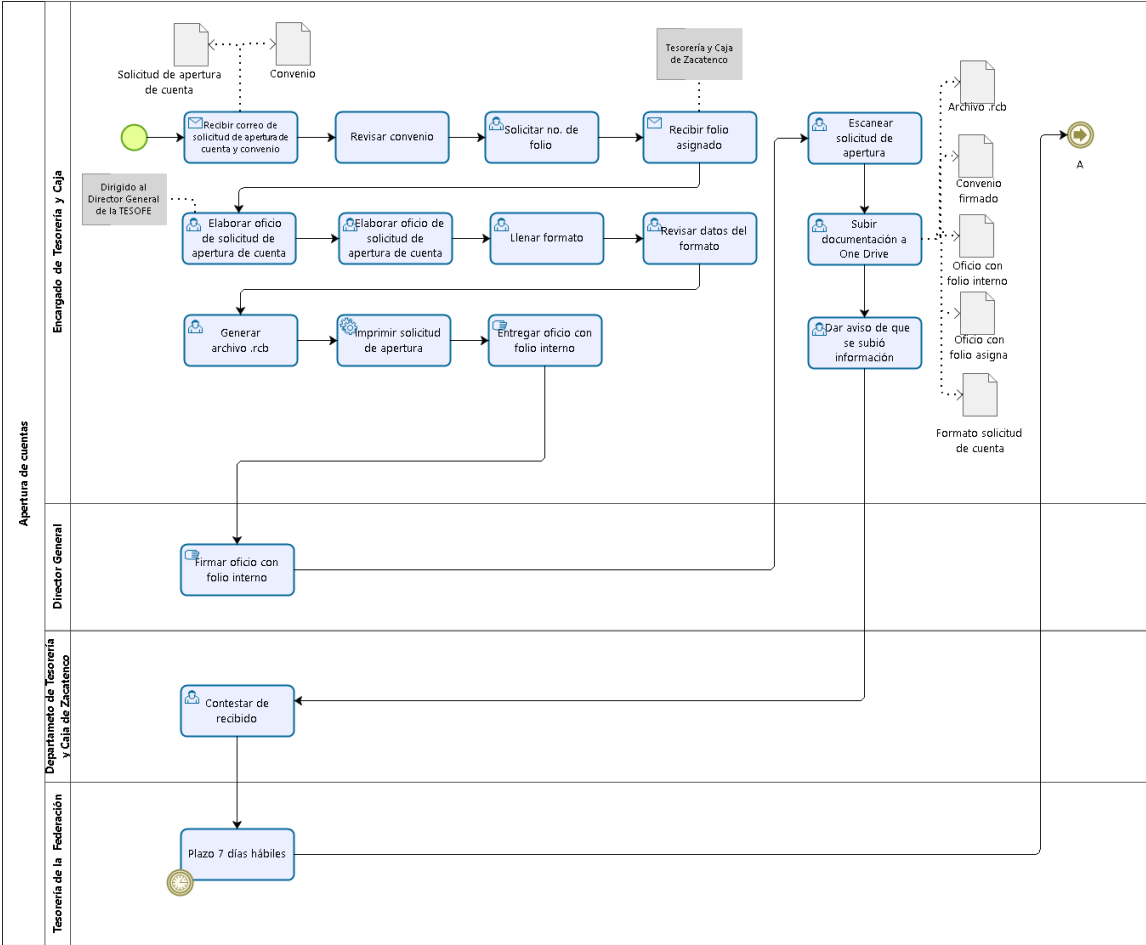 Apertura de cuentas
Encargado de Tesorería y Caja
Solicitud de apertura
de cuenta
Convenio
Tesorería y Caja
de Zacatenco
Recibir correo de
solicitud de apertura de
cuenta y convenio
Revisar convenio
Solicitar no. de
folio
Recibir folio
asignado
Escanear
solicitud de
apertura
Archivo .rcb
A
Dirigido al
Director General
de la TESOFE
Elaborar oficio
de solicitud de
apertura de cuenta
Elaborar oficio de
solicitud de
apertura de cuenta
Llenar formato
Revisar datos del
formato
Subir
documentación a
One Drive
Convenio
firmado
Oficio con
folio interno
Generar
archivo .rcb
Imprimir solicitud
de apertura
Entregar oficio con
folio interno
Dar aviso de que
se subió
información
Oficio con
folio asigna
Formato solicitud
de cuenta
Director General
Firmar oficio con
folio interno
Departameto de Tesorería
y Caja de Zacatenco
Contestar de
recibido
Tesorería de la Federación
Plazo 7 días hábiles